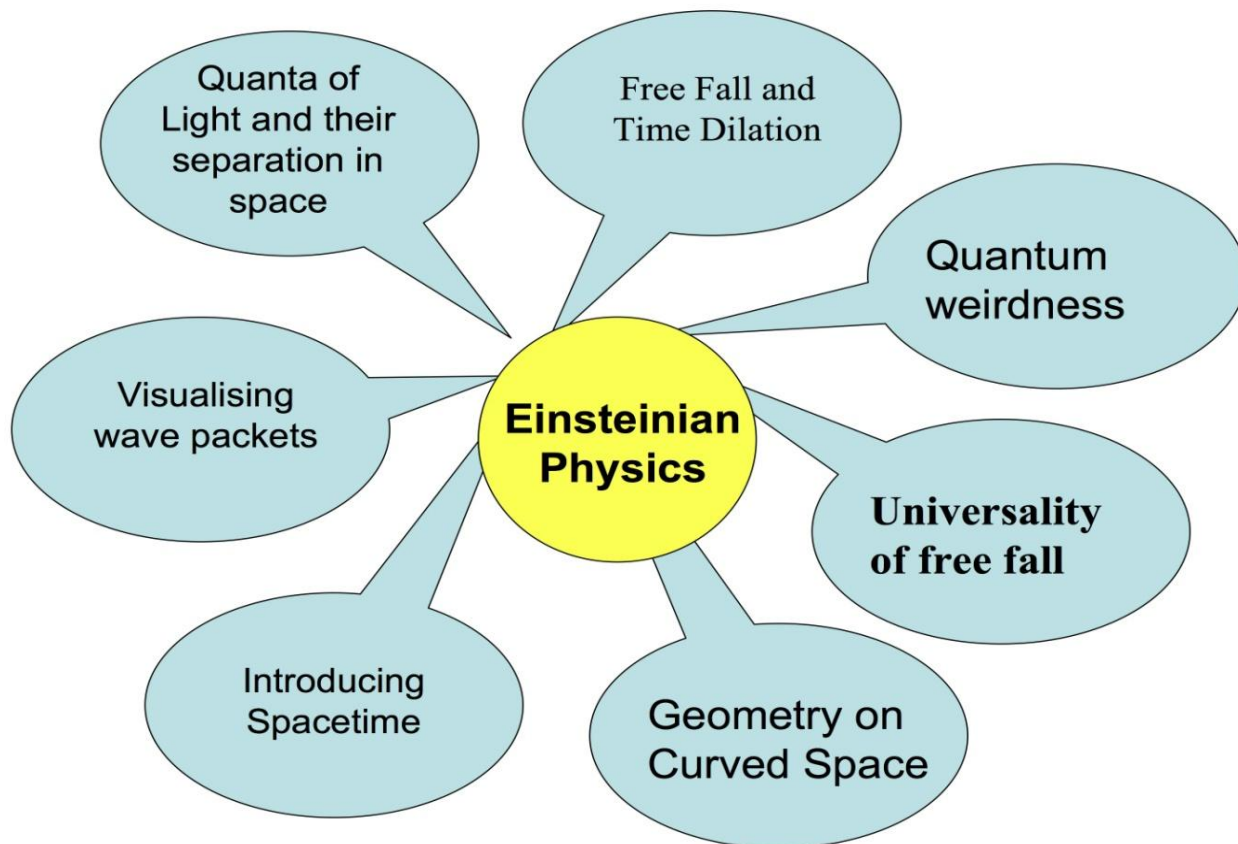 Quanta of
Light and their
separation in
space
Free Fall and
Time Dilation
Quantum
weirdness
Visualising
wave packets
Einsteinian
Physics
Universality
of free fall
Introducing
Spacetime
Geometry on
Curved Space